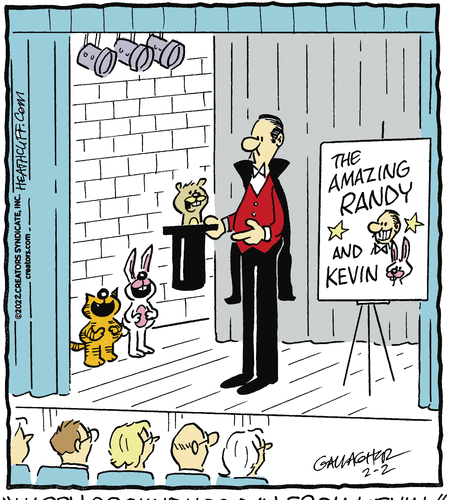 ©2022 CREATORS SYNDICATE, INC. HEATHCLIFF.COM
creators.com
THE
AMAZING
RANDY
AND
KEVIN
GALLAGHER
2-2